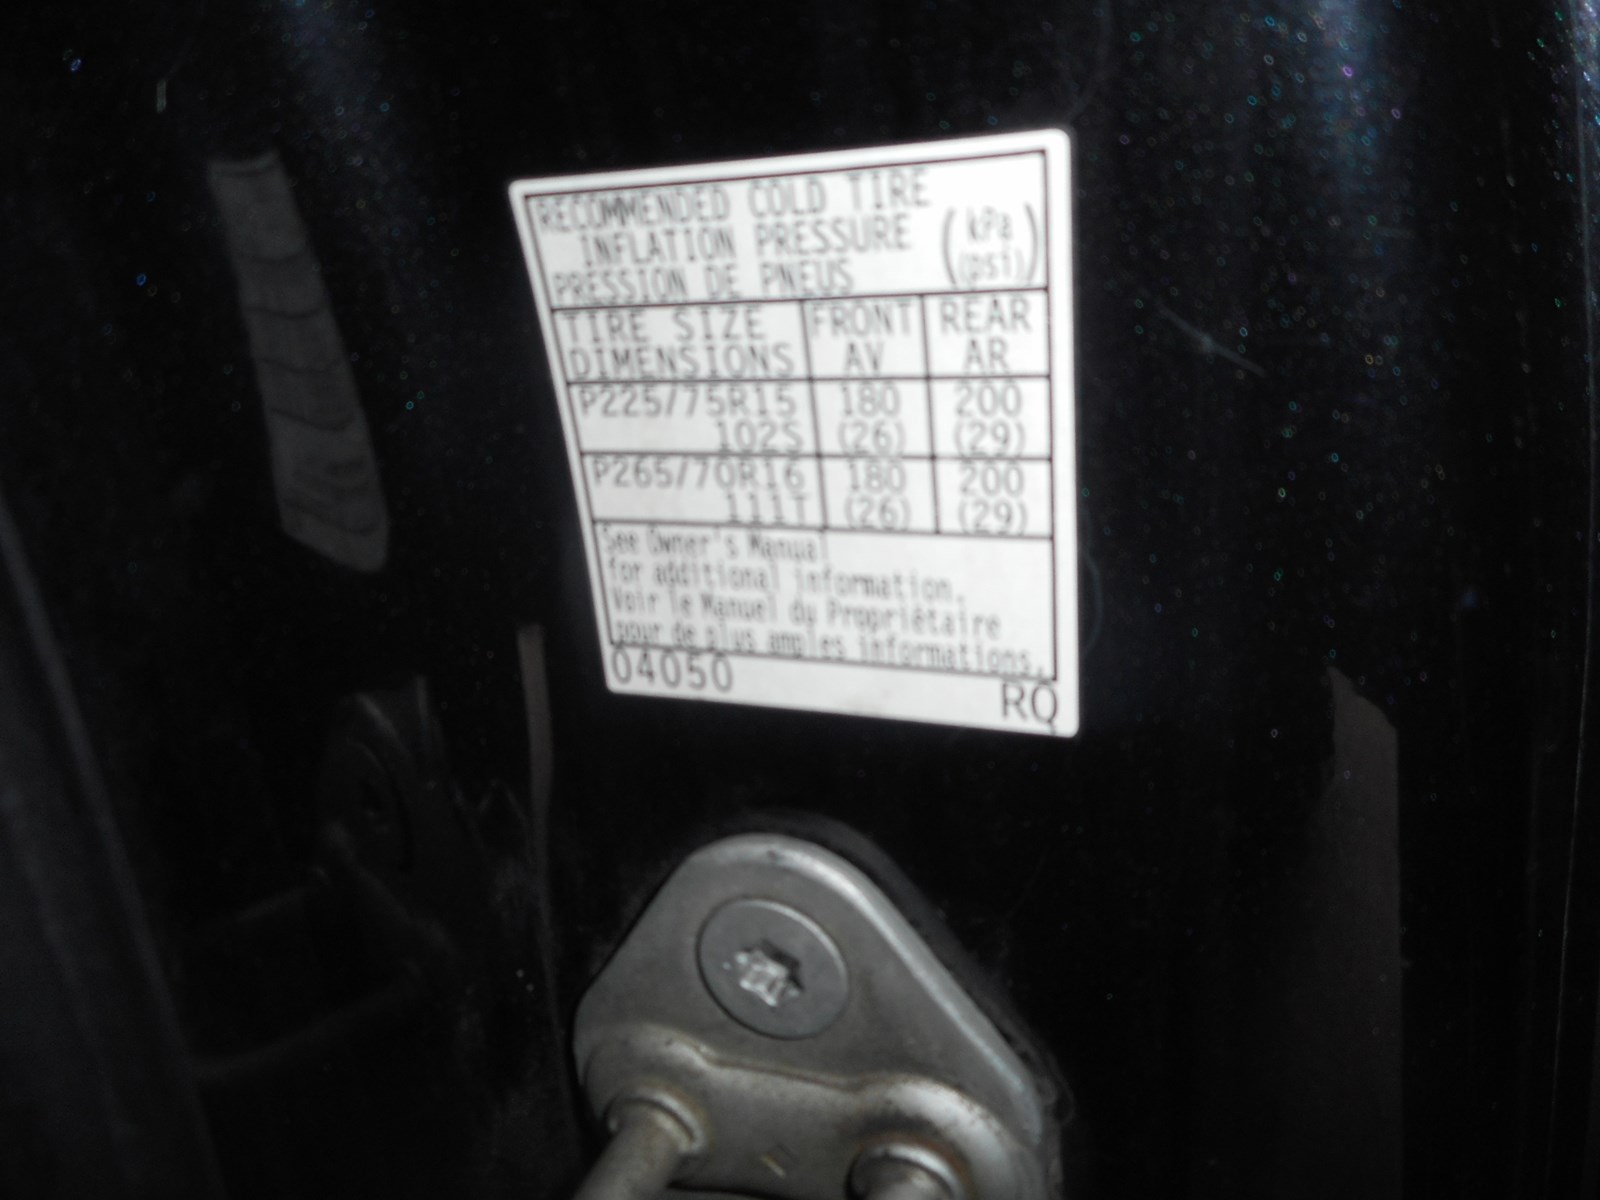 RECOMMENDED COLD TIRE
INFLATION PRESSURE (kPa
PRESSION DE PNEUS (psi))
TIRE SIZE FRONT REAR
DIMENSIONS AV AR
P225/75R15 180 200
102S (26) (29)
P265/70R16 180 200
111T (26) (29)
See Owner's Manual
for additional information.
Voir le Manuel du Propriétaire
pour de plus amples informations.
04050 RQ